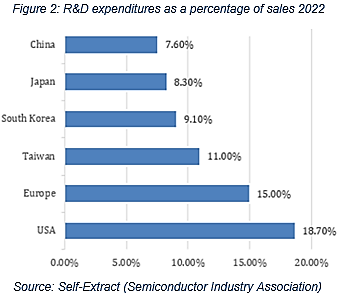 Figure 2: R&D expenditures as a percentage of sales 2022
China 7.60%
Japan 8.30%
South Korea 9.10%
Taiwan 11.00%
Europe 15.00%
USA 18.70%
0.00% 5.00% 10.00% 15.00% 20.00%
Source: Self-Extract (Semiconductor Industry Association)